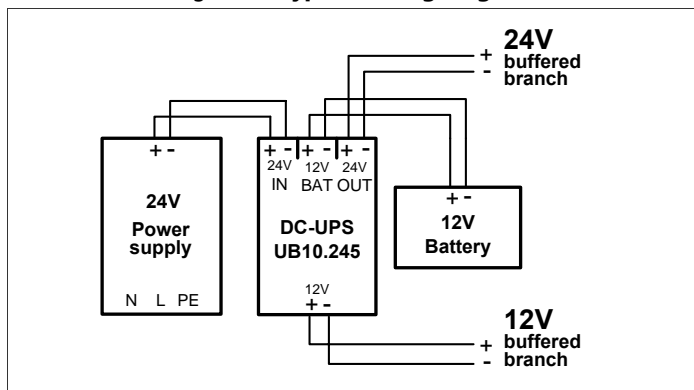 24V
+ buffered
- branch
+ -
+ - + - + -
24V 12V 24V
IN BAT OUT
24V
Power
supply
N L PE
DC-UPS
UB10.245
12V
+ -
+ -
12V
Battery
12V
+ buffered
- branch